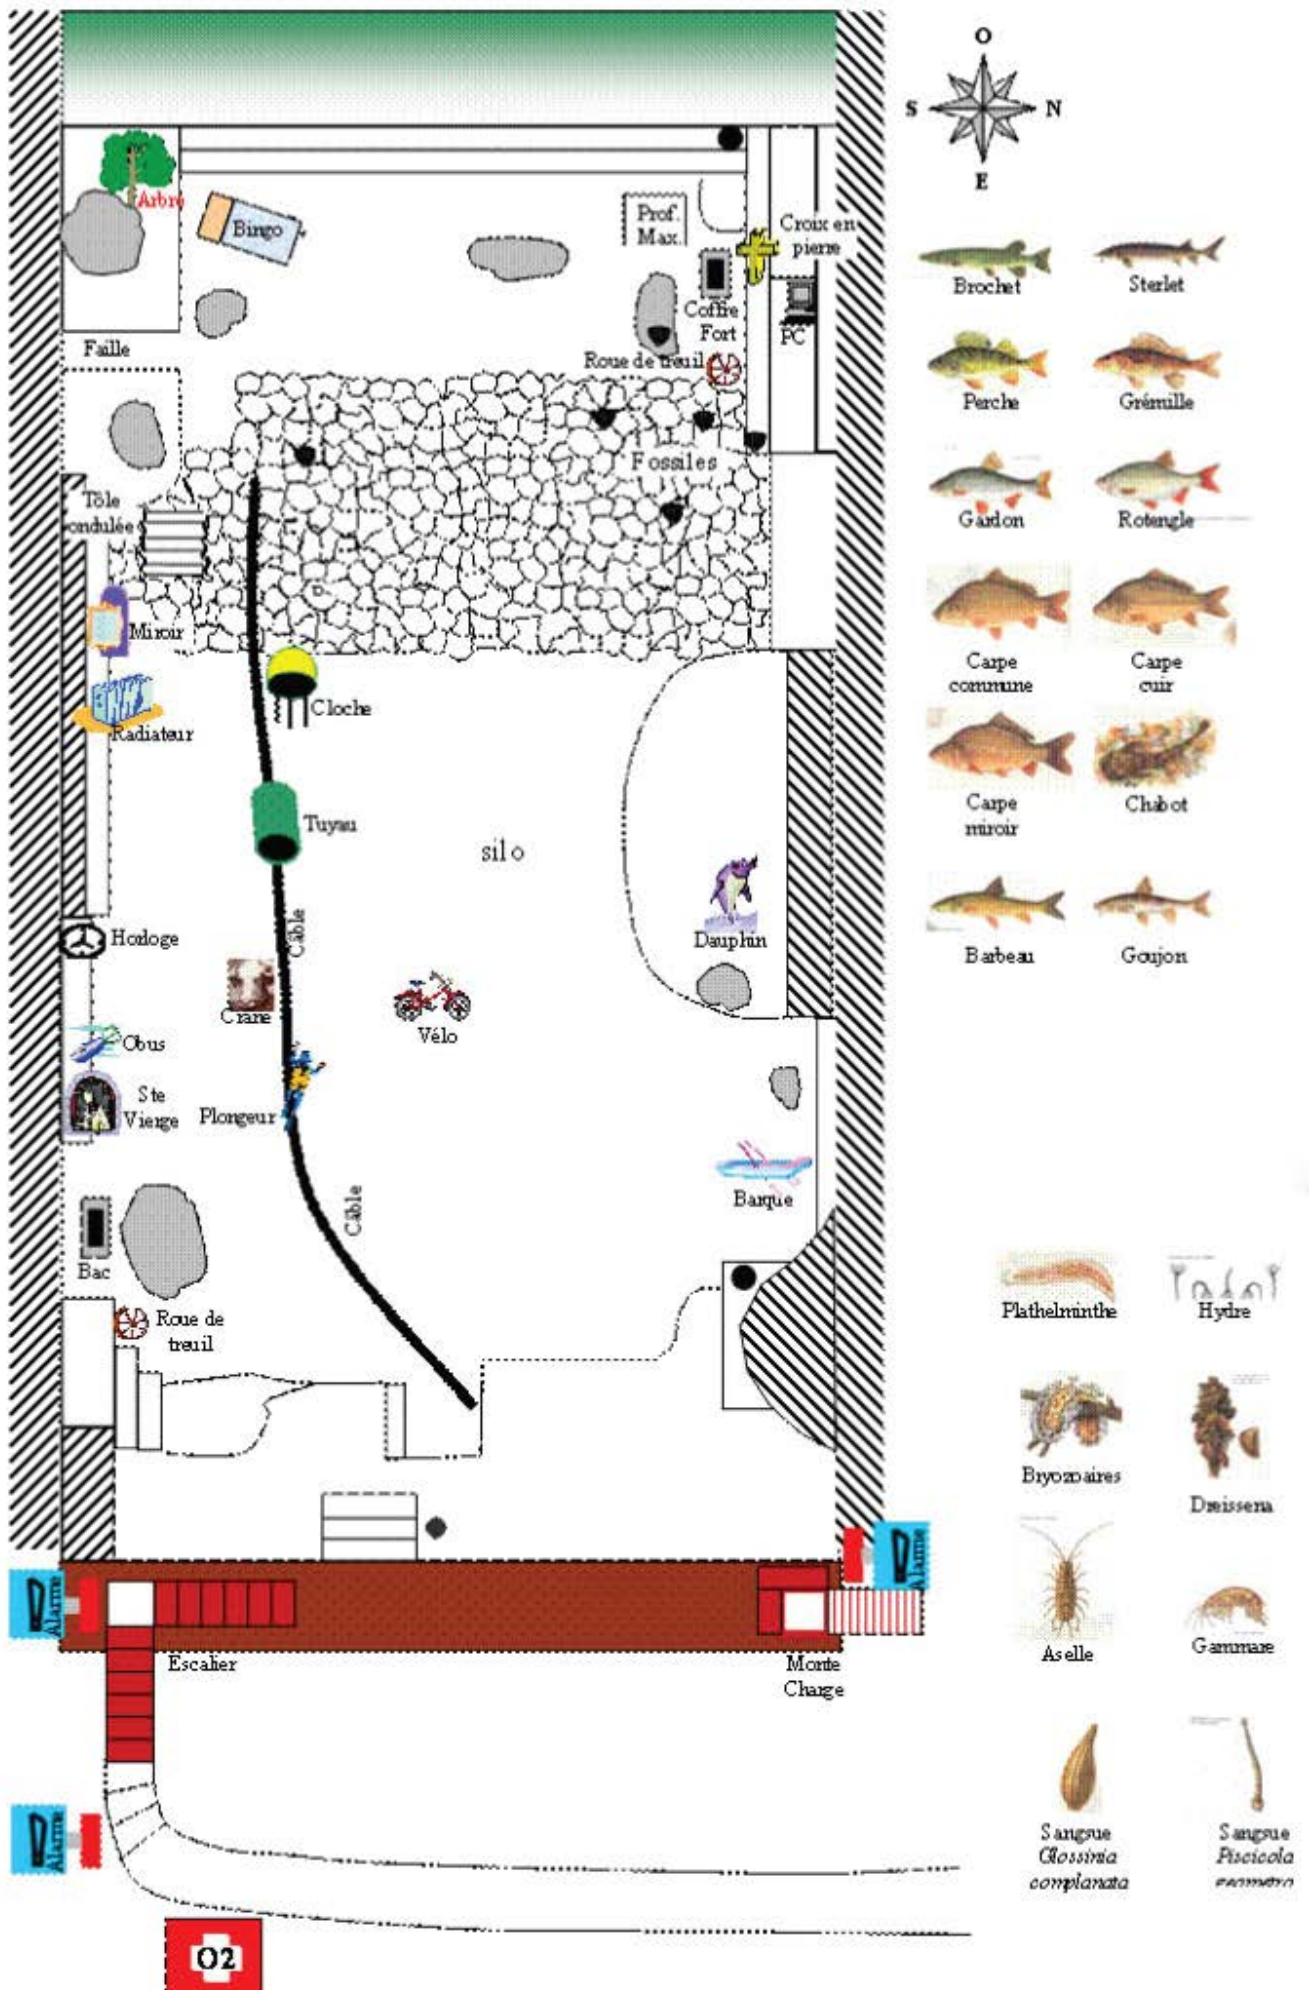 O
S
N
E
Arbre
Bingo
Prof.
Max.
Croix en
pierre
Coffre
Fort
PC
Roue de treuil
Faille
Fossiles
Tôle
ondulée
Miroir
Radiateur
Cloche
Tuyau
silo
Câble
Horloge
Dauphin
Crane
Vélo
Obus
Ste
Vierge
Plongeur
Câble
Barque
Bac
Roue de
treuil
Alarme
Alarme
Escalier
Monte
Charge
Alarme
O2
Brochet
Sterlet
Perche
Grémille
Gardon
Rotengle
Carpe
commune
Carpe
cuir
Carpe
miroir
Chabot
Barbeau
Goujon
Plathelminthe
Hydre
Bryozoaires
Dreissena
Aselle
Gammare
Sangsue
Glossinia
complanata
Sangsue
Piscicola